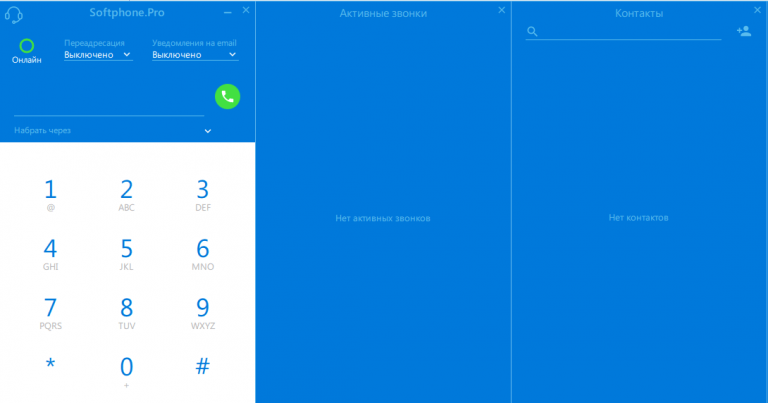 Softphone.Pro
Онлайн
Переадресация
Выключено
Уведомления на email
Выключено
Набрать через
1 2 3
@ ABC DEF
4 5 6
GHI JKL MNO
7 8 9
PQRS TUV WXYZ
* 0 #
+
Активные звонки
Нет активных звонков
Контакты
Нет контактов